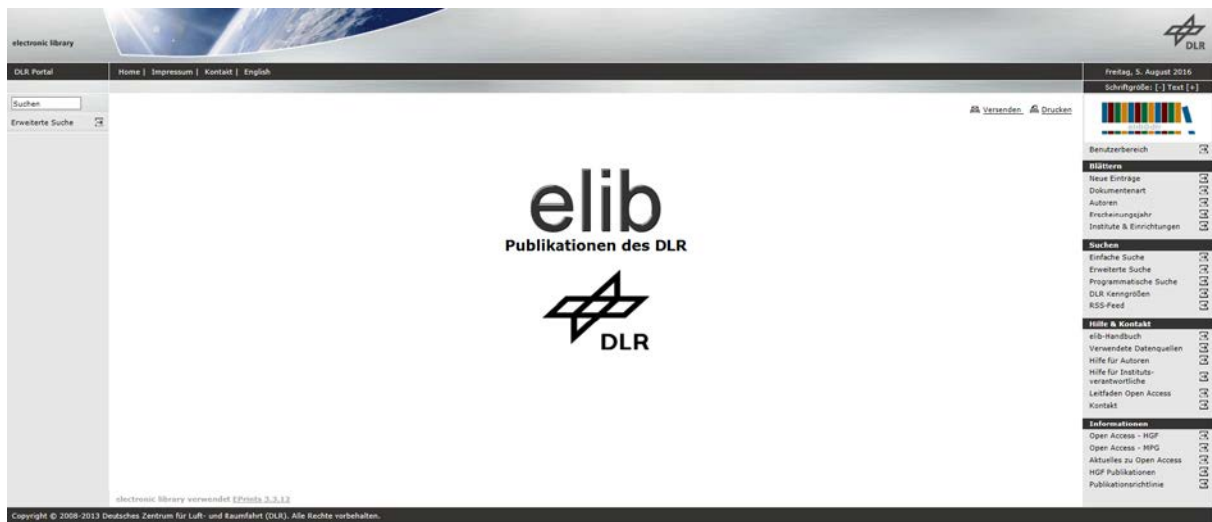 electronic library
DLR
DLR Portal
Home | Impressum | Kontakt | English
Freitag, 5. August 2016
Schriftgröße: [-] Text [+]
Suchen
Erweiterte Suche
Versenden Drucken
elib
Publikationen des DLR
DLR
Benutzerbereich
Blättern
Neue Einträge
Dokumentenart
Autoren
Erscheinungsjahr
Institute & Einrichtungen
Suchen
Einfache Suche
Erweiterte Suche
Programmatische Suche
DLR Kenngrößen
RSS-Feed
Hilfe & Kontakt
elib-Handbuch
Verwendete Datenquellen
Hilfe für Autoren
Hilfe für Instituts-
verantwortliche
Leitfaden Open Access
Kontakt
Informationen
Open Access - HGF
Open Access - MPG
Aktuelles zu Open Access
HGF Publikationen
Publikationsrichtlinie
electronic library verwendet EPrints 3.3.12
Copyright © 2008-2013 Deutsches Zentrum für Luft- und Raumfahrt (DLR). Alle Rechte vorbehalten.